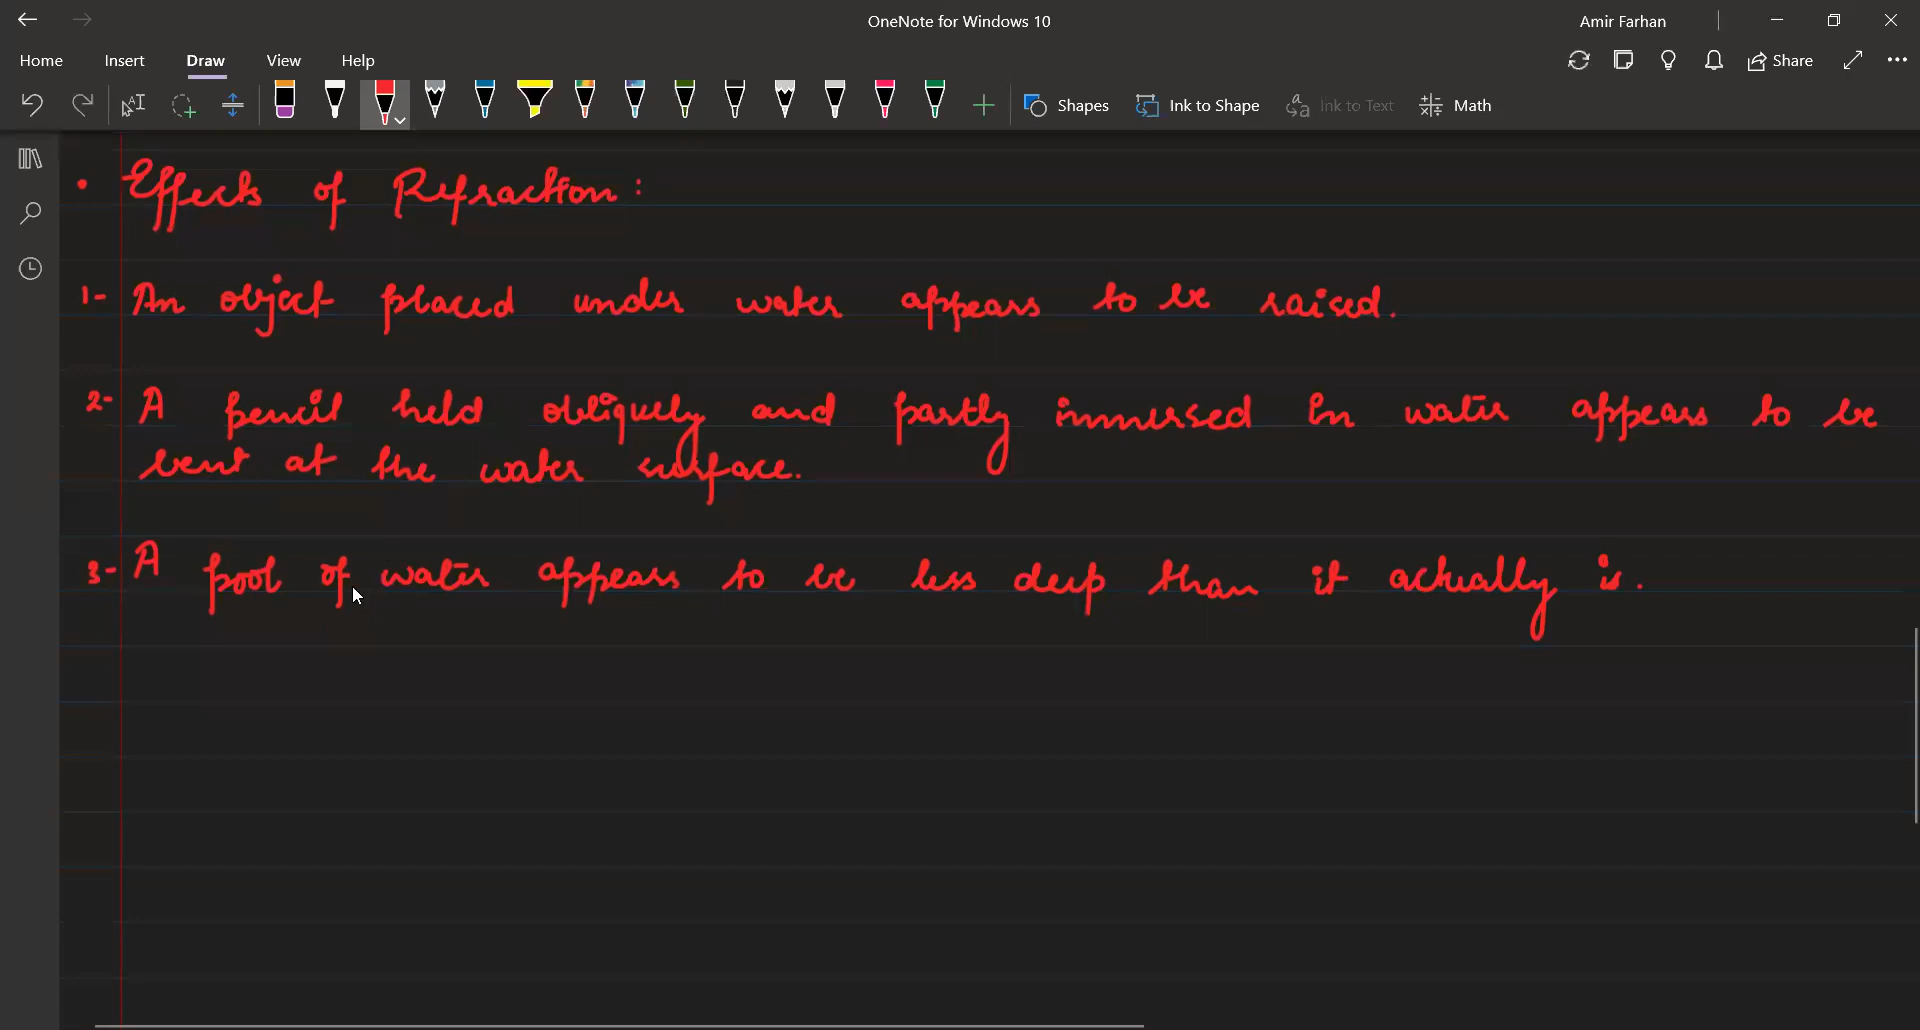 OneNote for Windows 10
Amir Farhan
Home Insert Draw View Help
Share
Shapes Ink to Shape Ink to Text Math
• Effects of Refraction:
1- An object placed under water appears to be raised.
2- A pencil held obliquely and partly immersed in water appears to be
bent at the water surface.
3- A pool of water appears to be less deep than it actually is.